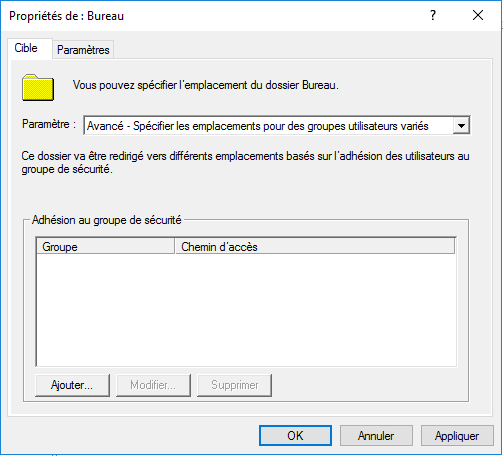 Propriétés de : Bureau
?
Cible
Paramètres
Vous pouvez spécifier l'emplacement du dossier Bureau.
Paramètre :
Avancé - Spécifier les emplacements pour des groupes utilisateurs variés
Ce dossier va être redirigé vers différents emplacements basés sur l'adhésion des utilisateurs au
groupe de sécurité.
Adhésion au groupe de sécurité
Groupe
Chemin d'accès
Ajouter...
Modifier...
Supprimer
OK
Annuler
Appliquer